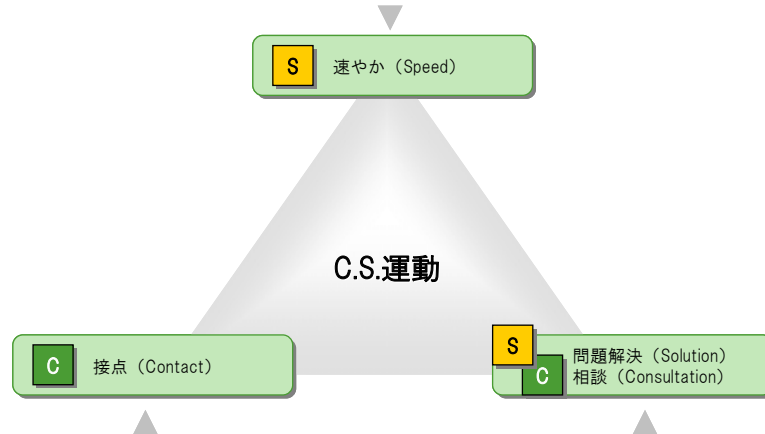 S 速やか（Speed）
C.S.運動
C 接点（Contact）
S 問題解決（Solution）
C 相談（Consultation）